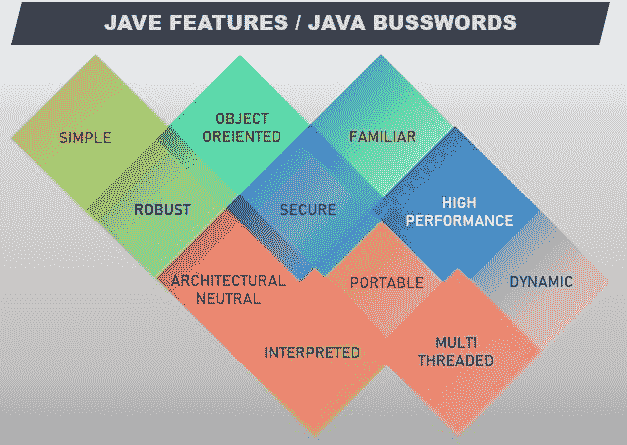 JAVE FEATURES / JAVA BUSSWORDS
SIMPLE
OBJECT
OREIENTED
FAMILIAR
ROBUST
SECURE
HIGH
PERFORMANCE
ARCHITECTURAL
NEUTRAL
PORTABLE
DYNAMIC
INTERPRETED
MULTI
THREADED